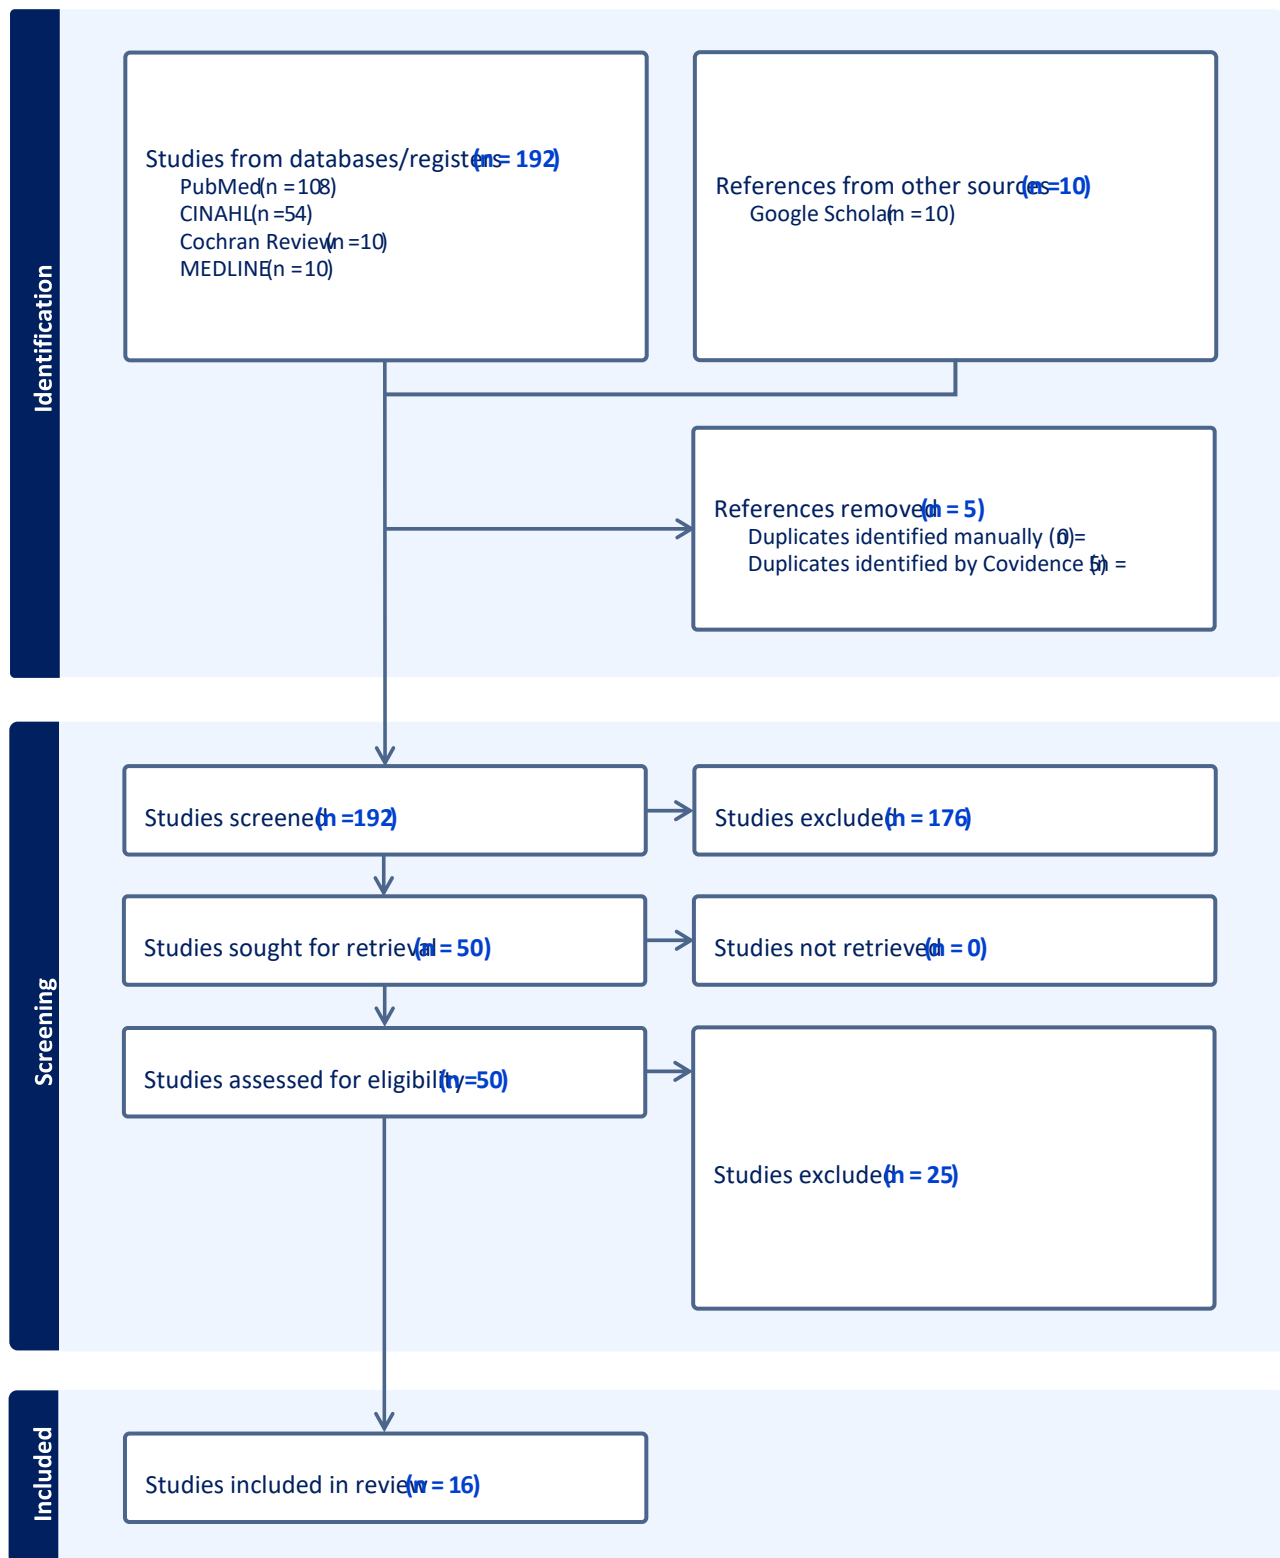 Identification
Studies from databases/registers (n = 192)
PubMed (n = 108)
CINAHL (n = 54)
Cochran Review (n = 10)
MEDLINE (n = 10)
References from other sources (n = 10)
Google Scholar (n = 10)
References removed (n = 5)
Duplicates identified manually (n = 0)
Duplicates identified by Covidence (n = 5)
Screening
Studies screened (n = 192)
Studies excluded (n = 176)
Studies sought for retrieval (n = 50)
Studies not retrieved (n = 0)
Studies assessed for eligibility (n = 50)
Studies excluded (n = 25)
Included
Studies included in review (n = 16)